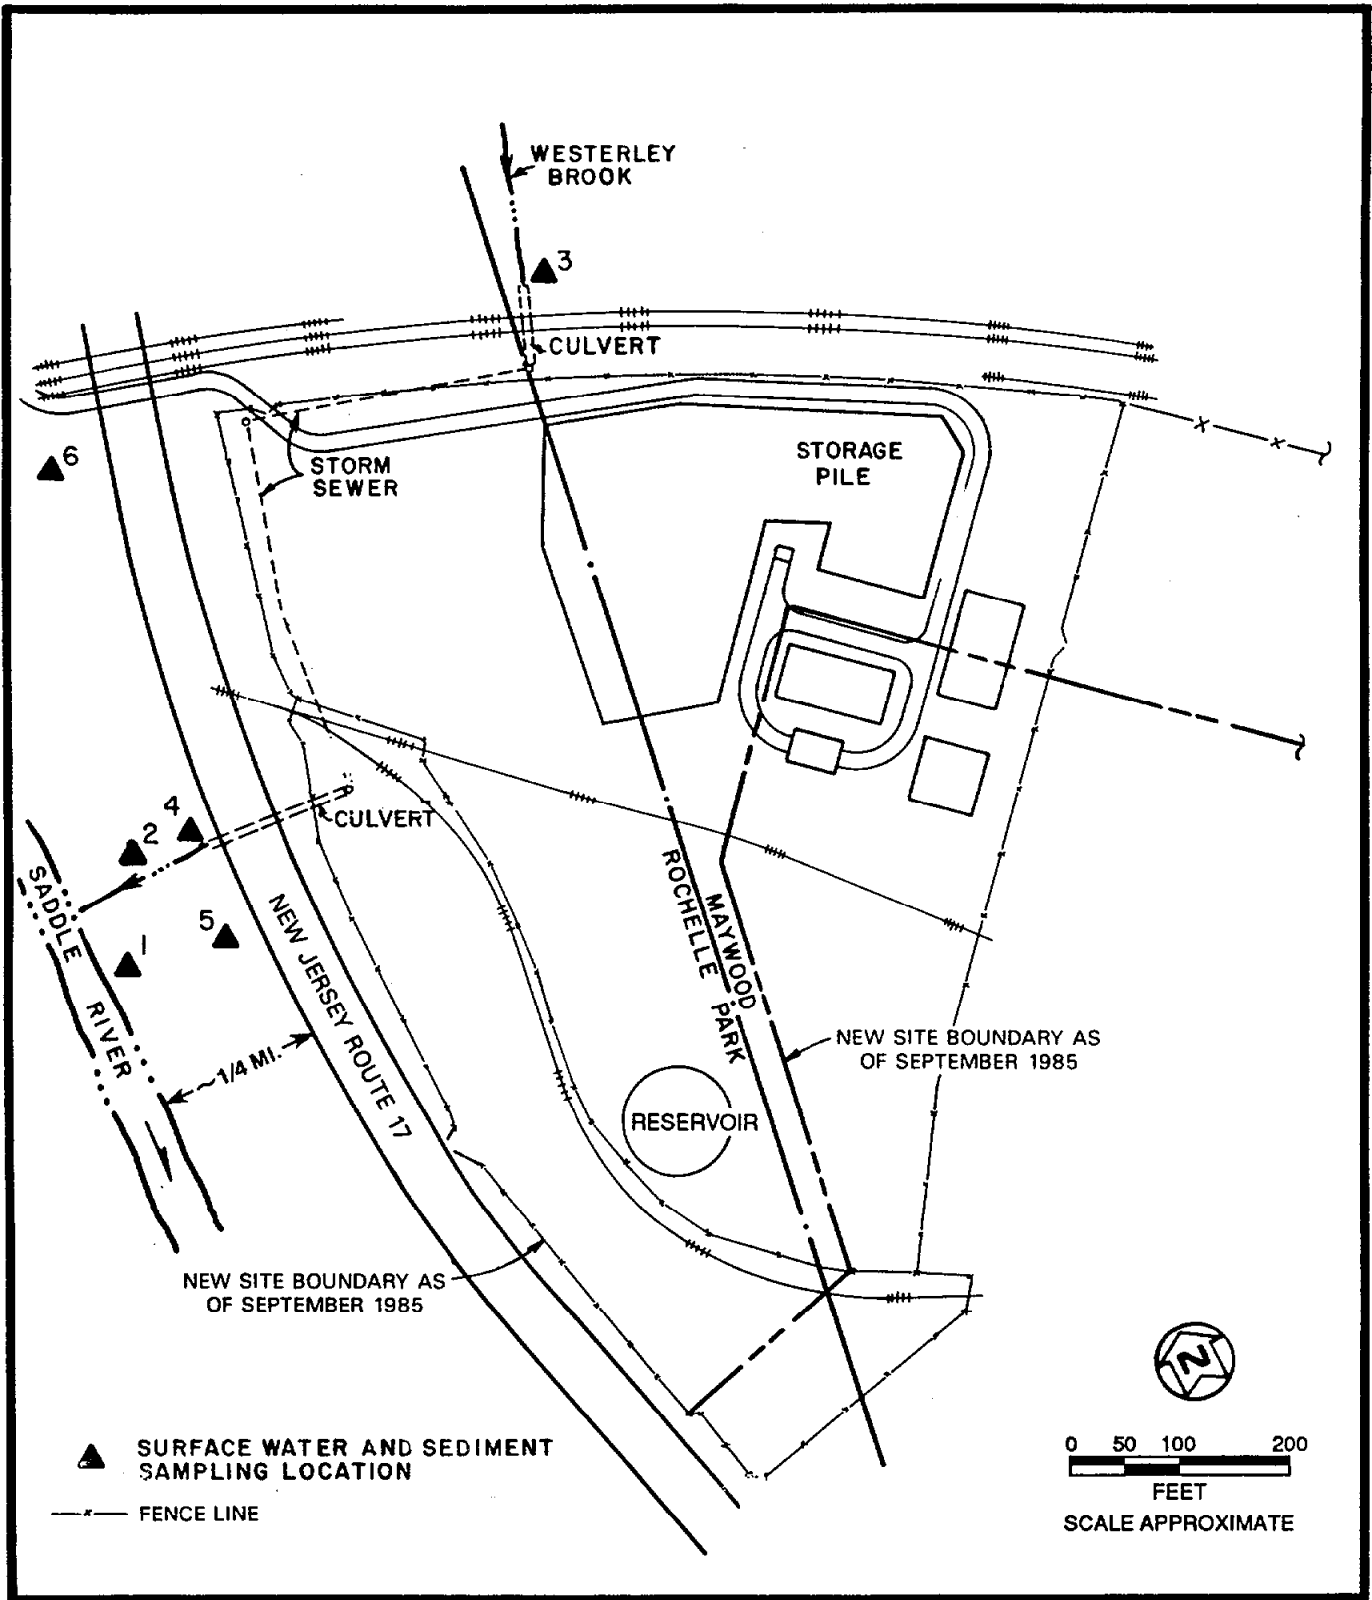 WESTERLEY
BROOK
3
CULVERT
6
STORM
SEWER
STORAGE
PILE
4
2
CULVERT
SADDLE
RIVER
5
1
NEW JERSEY ROUTE 17
~1/4 MI.
MAYWOOD
ROCHELLE PARK
NEW SITE BOUNDARY AS
OF SEPTEMBER 1985
RESERVOIR
NEW SITE BOUNDARY AS
OF SEPTEMBER 1985
N
SURFACE WATER AND SEDIMENT
SAMPLING LOCATION
FENCE LINE
0 50 100 200
FEET
SCALE APPROXIMATE